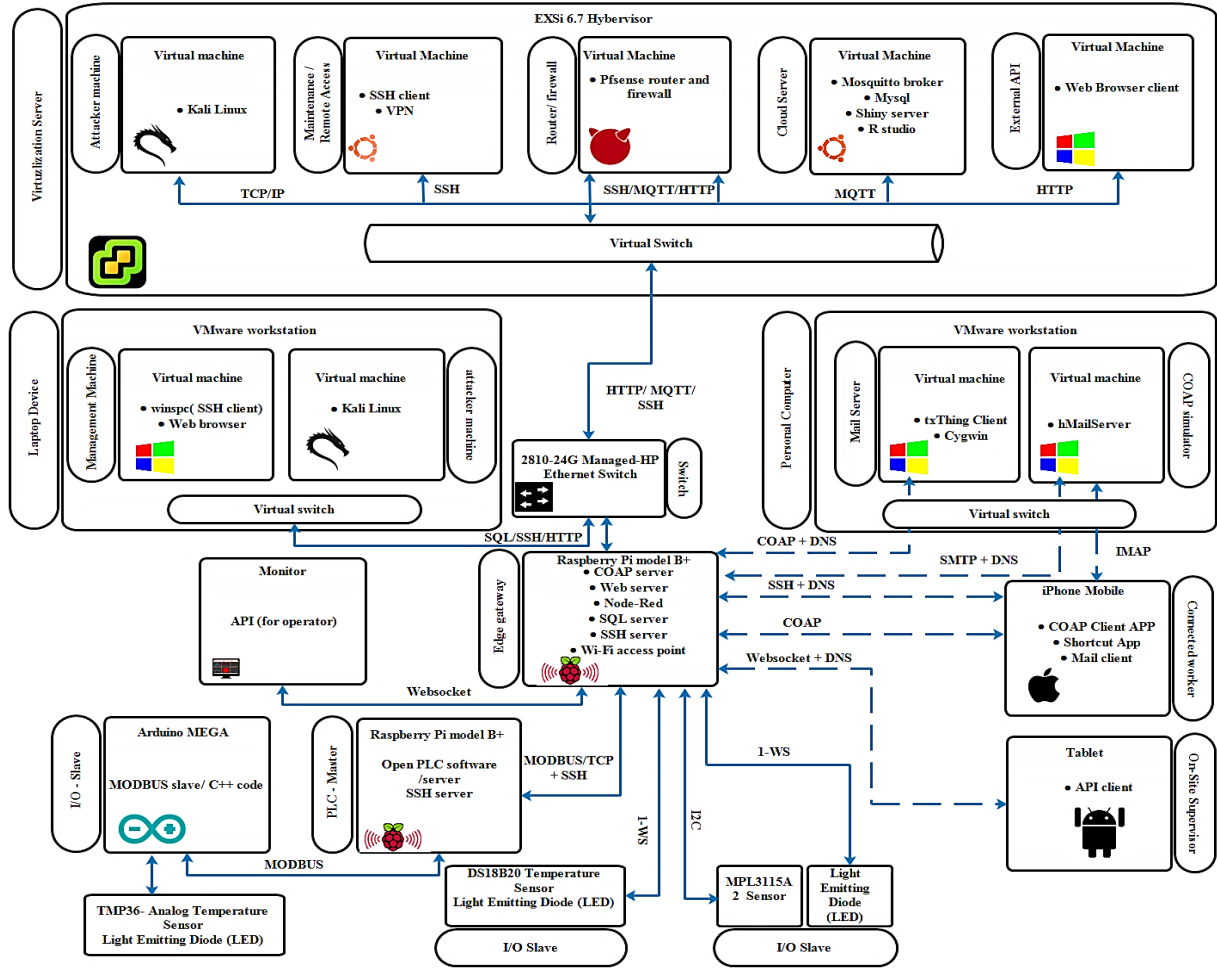 EXSi 6.7 Hybervisor
Virtuzlization Server
Attacker machine
Virtual machine
• Kali Linux
Maintenance /
Remote Access
Virtual Machine
• SSH client
• VPN
Router/ firewall
Virtual Machine
• Pfsense router and
firewall
Cloud Server
Virtual Machine
• Mosquitto broker
• Mysql
• Shiny server
• R studio
External API
Virtual Machine
• Web Browser client
TCP/IP
SSH
SSH/MQTT/HTTP
MQTT
HTTP
Virtual Switch
Laptop Device
VMware workstation
Management Machine
Virtual machine
• winspc( SSH client)
• Web browser
Virtual machine
• Kali Linux
attacker machine
Virtual switch
HTTP/ MQTT/
SSH
2810-24G Managed-HP
Ethernet Switch
Switch
Personal Computer
VMware workstation
Mail Server
Virtual machine
• txThing Client
• Cygwin
Virtual machine
• hMailServer
COAP simulator
Virtual switch
SQL/SSH/HTTP
COAP + DNS
SMTP + DNS
IMAP
SSH + DNS
COAP
Websocket + DNS
Monitor
API (for operator)
Edge gateway
Raspberry Pi model B+
• COAP server
• Web server
• Node-Red
• SQL server
• SSH server
• Wi-Fi access point
iPhone Mobile
• COAP Client APP
• Shortcut App
• Mail client
Connected worker
Websocket
I/O - Slave
Arduino MEGA
MODBUS slave/ C++ code
PLC - Master
Raspberry Pi model B+
Open PLC software
/server
SSH server
MODBUS/TCP
+ SSH
1-WS
I2C
1-WS
Tablet
• API client
On-Site Supervisor
MODBUS
TMP36- Analog Temperature
Sensor
Light Emitting Diode (LED)
DS18B20 Temperature
Sensor
Light Emitting Diode (LED)
I/O Slave
MPL3115A
2 Sensor
Light
Emitting
Diode
(LED)
I/O Slave